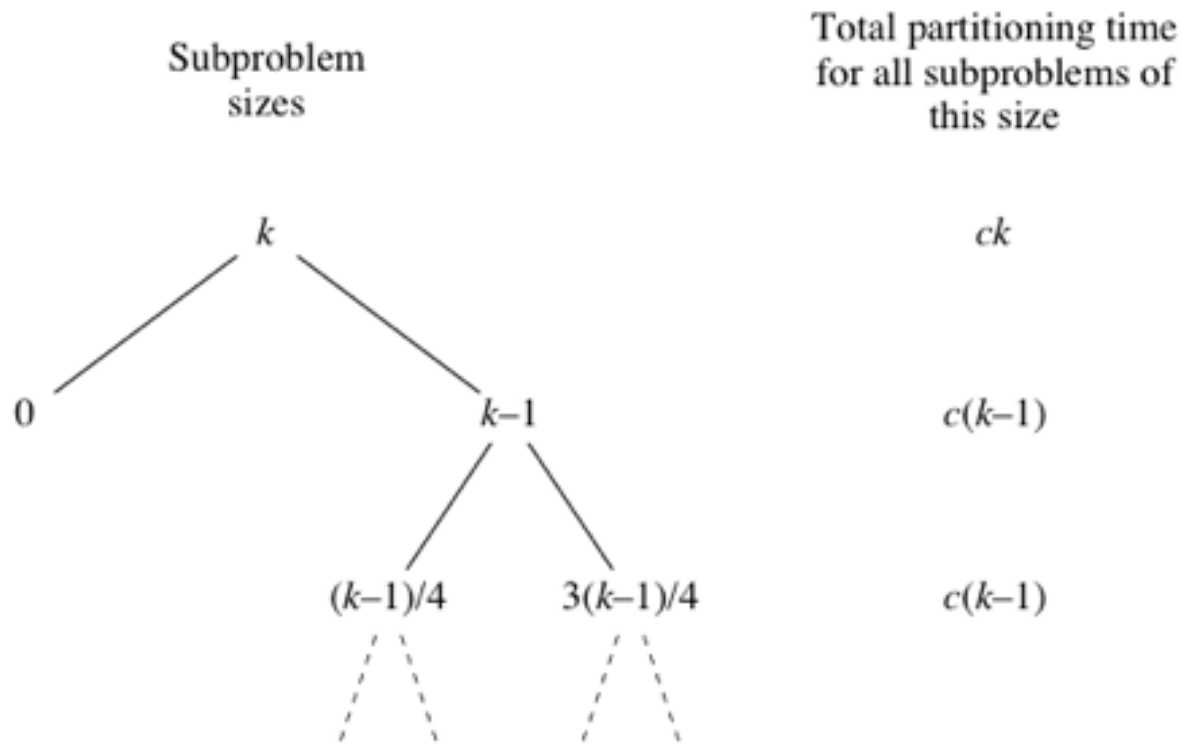 Subproblem
sizes
Total partitioning time
for all subproblems of
this size
k
ck
0
k–1
c(k–1)
(k–1)/4
3(k–1)/4
c(k–1)